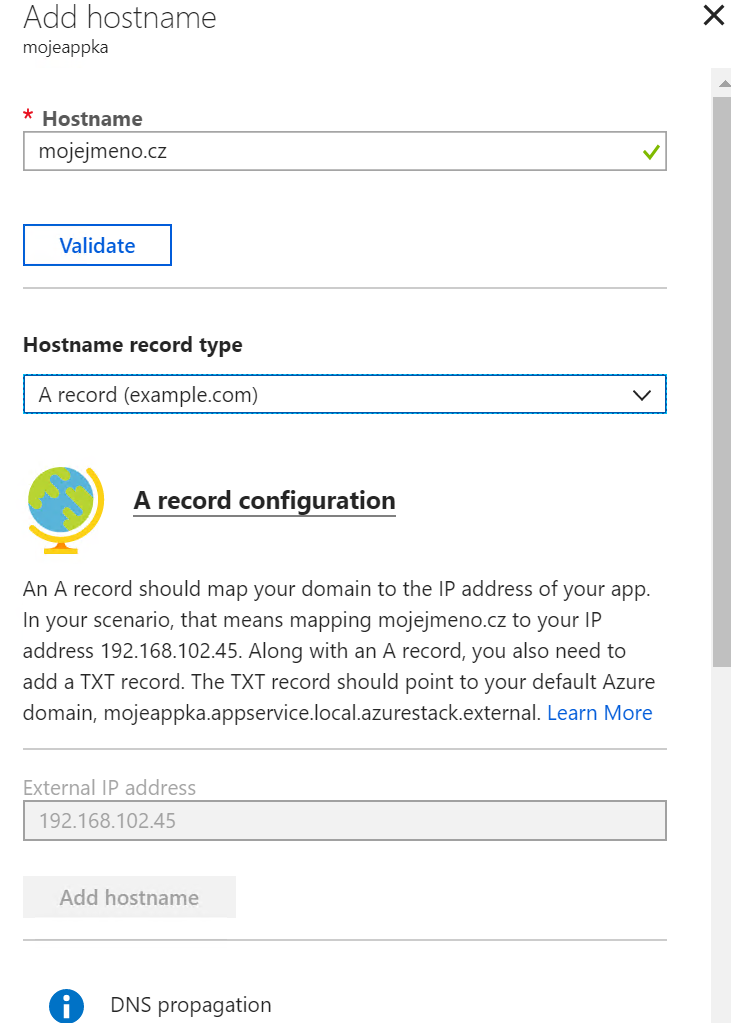 Add hostname
mojeappka
* Hostname
mojejmeno.cz
Validate
Hostname record type
A record (example.com)
A record configuration
An A record should map your domain to the IP address of your app.
In your scenario, that means mapping mojejmeno.cz to your IP
address 192.168.102.45. Along with an A record, you also need to
add a TXT record. The TXT record should point to your default Azure
domain, mojeappka.appservice.local.azurestack.external. Learn More
External IP address
192.168.102.45
Add hostname
DNS propagation